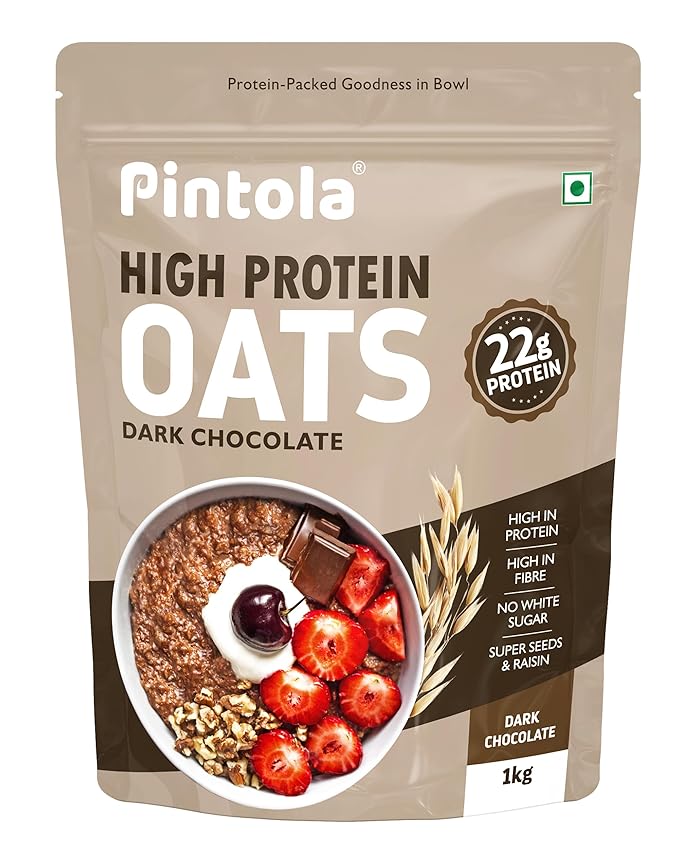 Protein-Packed Goodness in Bowl
Pintola®
HIGH PROTEIN
OATS
DARK CHOCOLATE
22g
PROTEIN
HIGH IN
PROTEIN
HIGH IN
FIBRE
NO WHITE
SUGAR
SUPER SEEDS
& RAISIN
DARK
CHOCOLATE
1kg